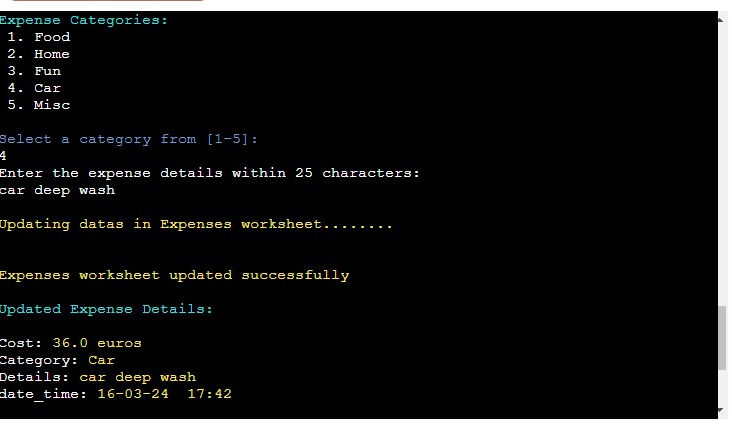 Expense Categories:
1. Food
2. Home
3. Fun
4. Car
5. Misc
Select a category from [1-5]:
4
Enter the expense details within 25 characters:
car deep wash
Updating datas in Expenses worksheet........
Expenses worksheet updated successfully
Updated Expense Details:
Cost: 36.0 euros
Category: Car
Details: car deep wash
date_time: 16-03-24  17:42